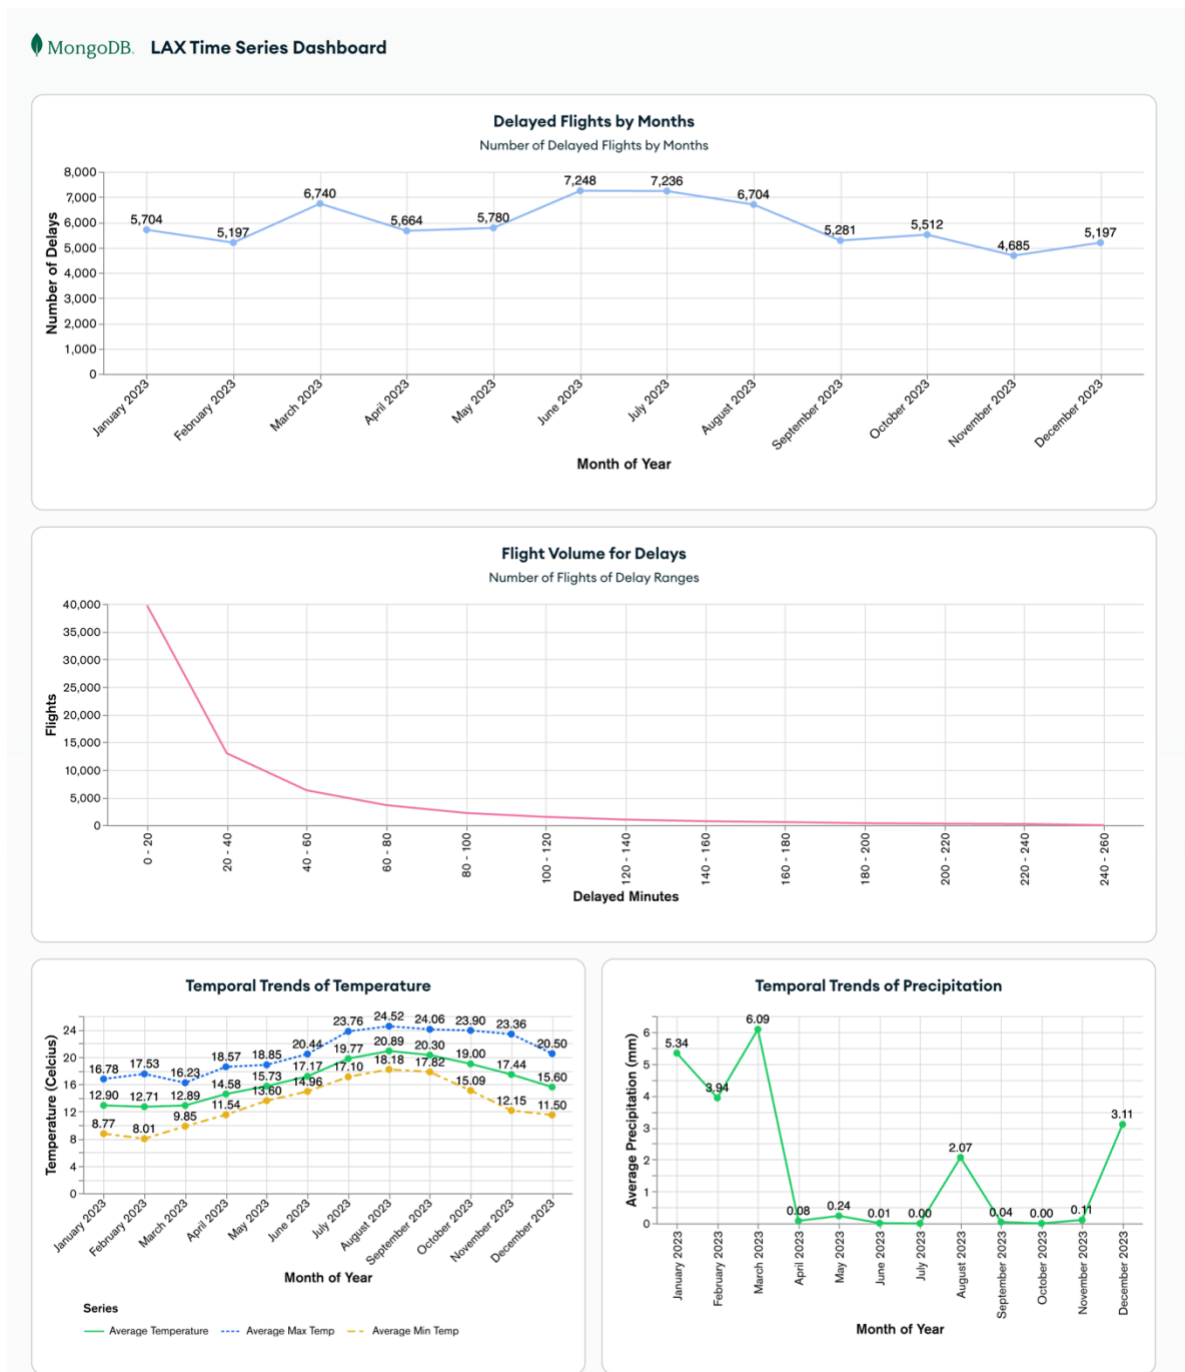 MongoDB. LAX Time Series Dashboard
Delayed Flights by Months
Number of Delayed Flights by Months
Number of Delays
8,000
7,000
6,000
5,000
4,000
3,000
2,000
1,000
0
5,704
5,197
6,740
5,664
5,780
7,248
7,236
6,704
5,281
5,512
4,685
5,197
January 2023
February 2023
March 2023
April 2023
May 2023
June 2023
July 2023
August 2023
September 2023
October 2023
November 2023
December 2023
Month of Year
Flight Volume for Delays
Number of Flights of Delay Ranges
Flights
40,000
35,000
30,000
25,000
20,000
15,000
10,000
5,000
0
0 - 20
20 - 40
40 - 60
60 - 80
80 - 100
100 - 120
120 - 140
140 - 160
160 - 180
180 - 200
200 - 220
220 - 240
240 - 260
Delayed Minutes
Temporal Trends of Temperature
Temperature (Celcius)
24
20
16
12
8
4
0
16.78
17.53
16.23
18.57
18.85
20.44
23.76
24.52
24.06
23.90
23.36
20.50
12.90
12.71
12.89
14.58
15.73
17.17
19.77
20.89
20.30
19.00
17.44
15.60
8.77
8.01
9.85
11.54
13.60
14.96
17.10
18.18
17.82
15.09
12.15
11.50
January 2023
February 2023
March 2023
April 2023
May 2023
June 2023
July 2023
August 2023
September 2023
October 2023
November 2023
December 2023
Month of Year
Series
Average Temperature
Average Max Temp
Average Min Temp
Temporal Trends of Precipitation
Average Precipitation (mm)
6
5
4
3
2
1
0
5.34
3.94
6.09
0.08
0.24
0.01
0.00
2.07
0.04
0.00
0.11
3.11
January 2023
February 2023
March 2023
April 2023
May 2023
June 2023
July 2023
August 2023
September 2023
October 2023
November 2023
December 2023
Month of Year